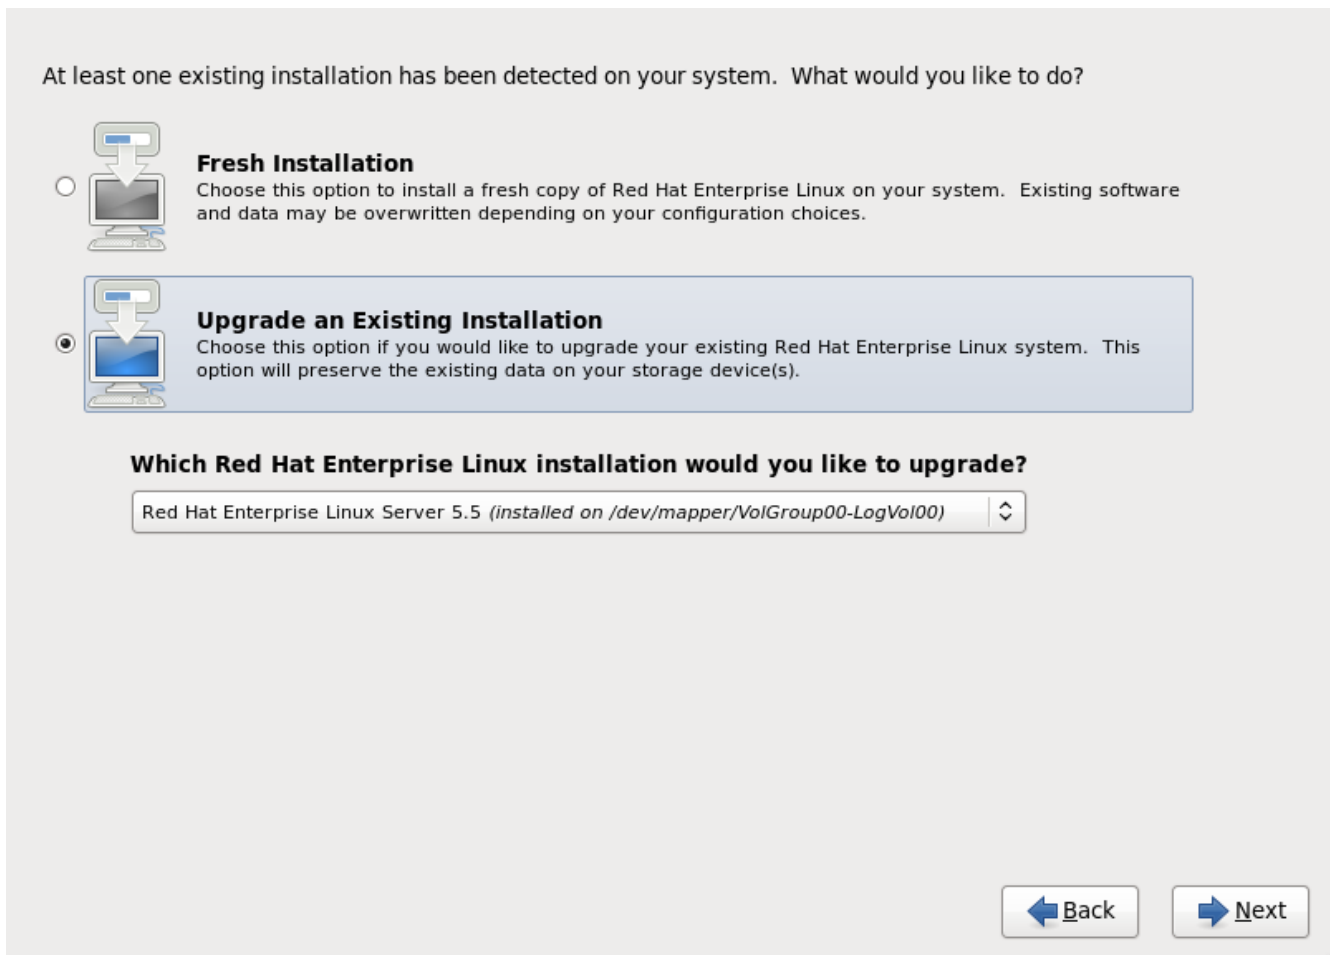 At least one existing installation has been detected on your system.  What would you like to do?
Fresh Installation
Choose this option to install a fresh copy of Red Hat Enterprise Linux on your system.  Existing software
and data may be overwritten depending on your configuration choices.
Upgrade an Existing Installation
Choose this option if you would like to upgrade your existing Red Hat Enterprise Linux system.  This
option will preserve the existing data on your storage device(s).
Which Red Hat Enterprise Linux installation would you like to upgrade?
Red Hat Enterprise Linux Server 5.5 (installed on /dev/mapper/VolGroup00-LogVol00)
Back
Next